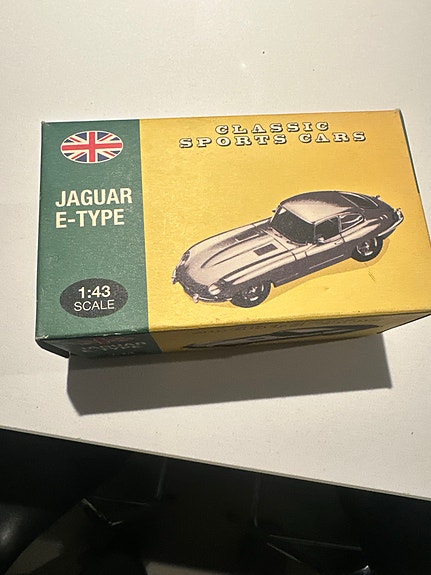 CLASSIC
SPORTS CARS
JAGUAR
E-TYPE
1:43
SCALE